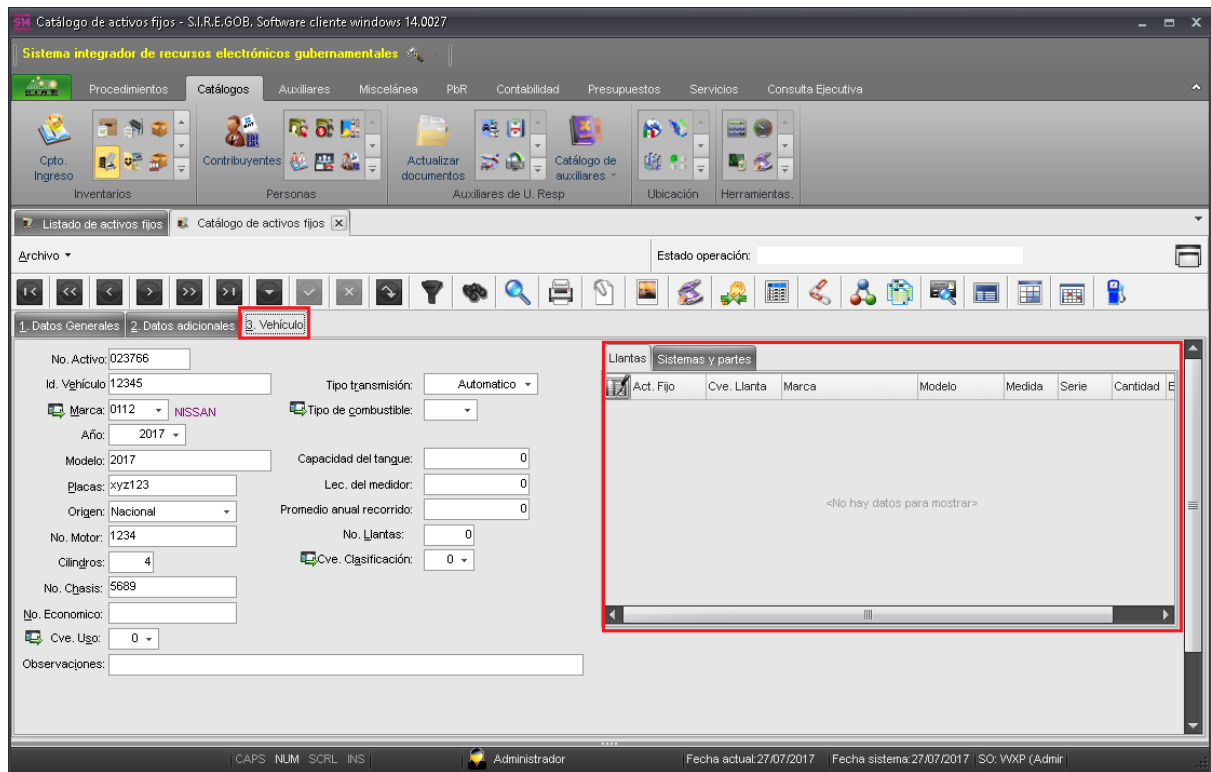 S14 Catálogo de activos fijos - S.I.R.E.GOB, Software cliente windows 14.0027
Sistema integrador de recursos electrónicos gubernamentales
Procedimientos Catálogos Auxiliares Miscelánea PbR Contabilidad Presupuestos Servicios Consulta Ejecutiva
Cpto. Ingreso
Contribuyentes
Actualizar documentos
Catálogo de auxiliares
Inventarios Personas Auxiliares de U. Resp Ubicación Herramientas.
Listado de activos fijos Catálogo de activos fijos
Archivo Estado operación:
1. Datos Generales 2. Datos adicionales 3. Vehículo
No. Activo: 023766
Id. Vehículo 12345
Marca: 0112 NISSAN
Año: 2017
Modelo: 2017
Placas: xyz123
Origen: Nacional
No. Motor: 1234
Cilindros: 4
No. Chasis: 5689
No. Economico:
Cve. Uso: 0
Observaciones:
Tipo transmisión: Automatico
Tipo de combustible:
Capacidad del tangue: 0
Lec. del medidor: 0
Promedio anual recorrido: 0
No. Llantas: 0
Cve. Clasificación: 0
Llantas Sistemas y partes
Act. Fijo Cve. Llanta Marca Modelo Medida Serie Cantidad E
<No hay datos para mostrar>
CAPS NUM SCRL INS Administrador Fecha actual:27/07/2017 Fecha sistema:27/07/2017 SO: WXP (Admir